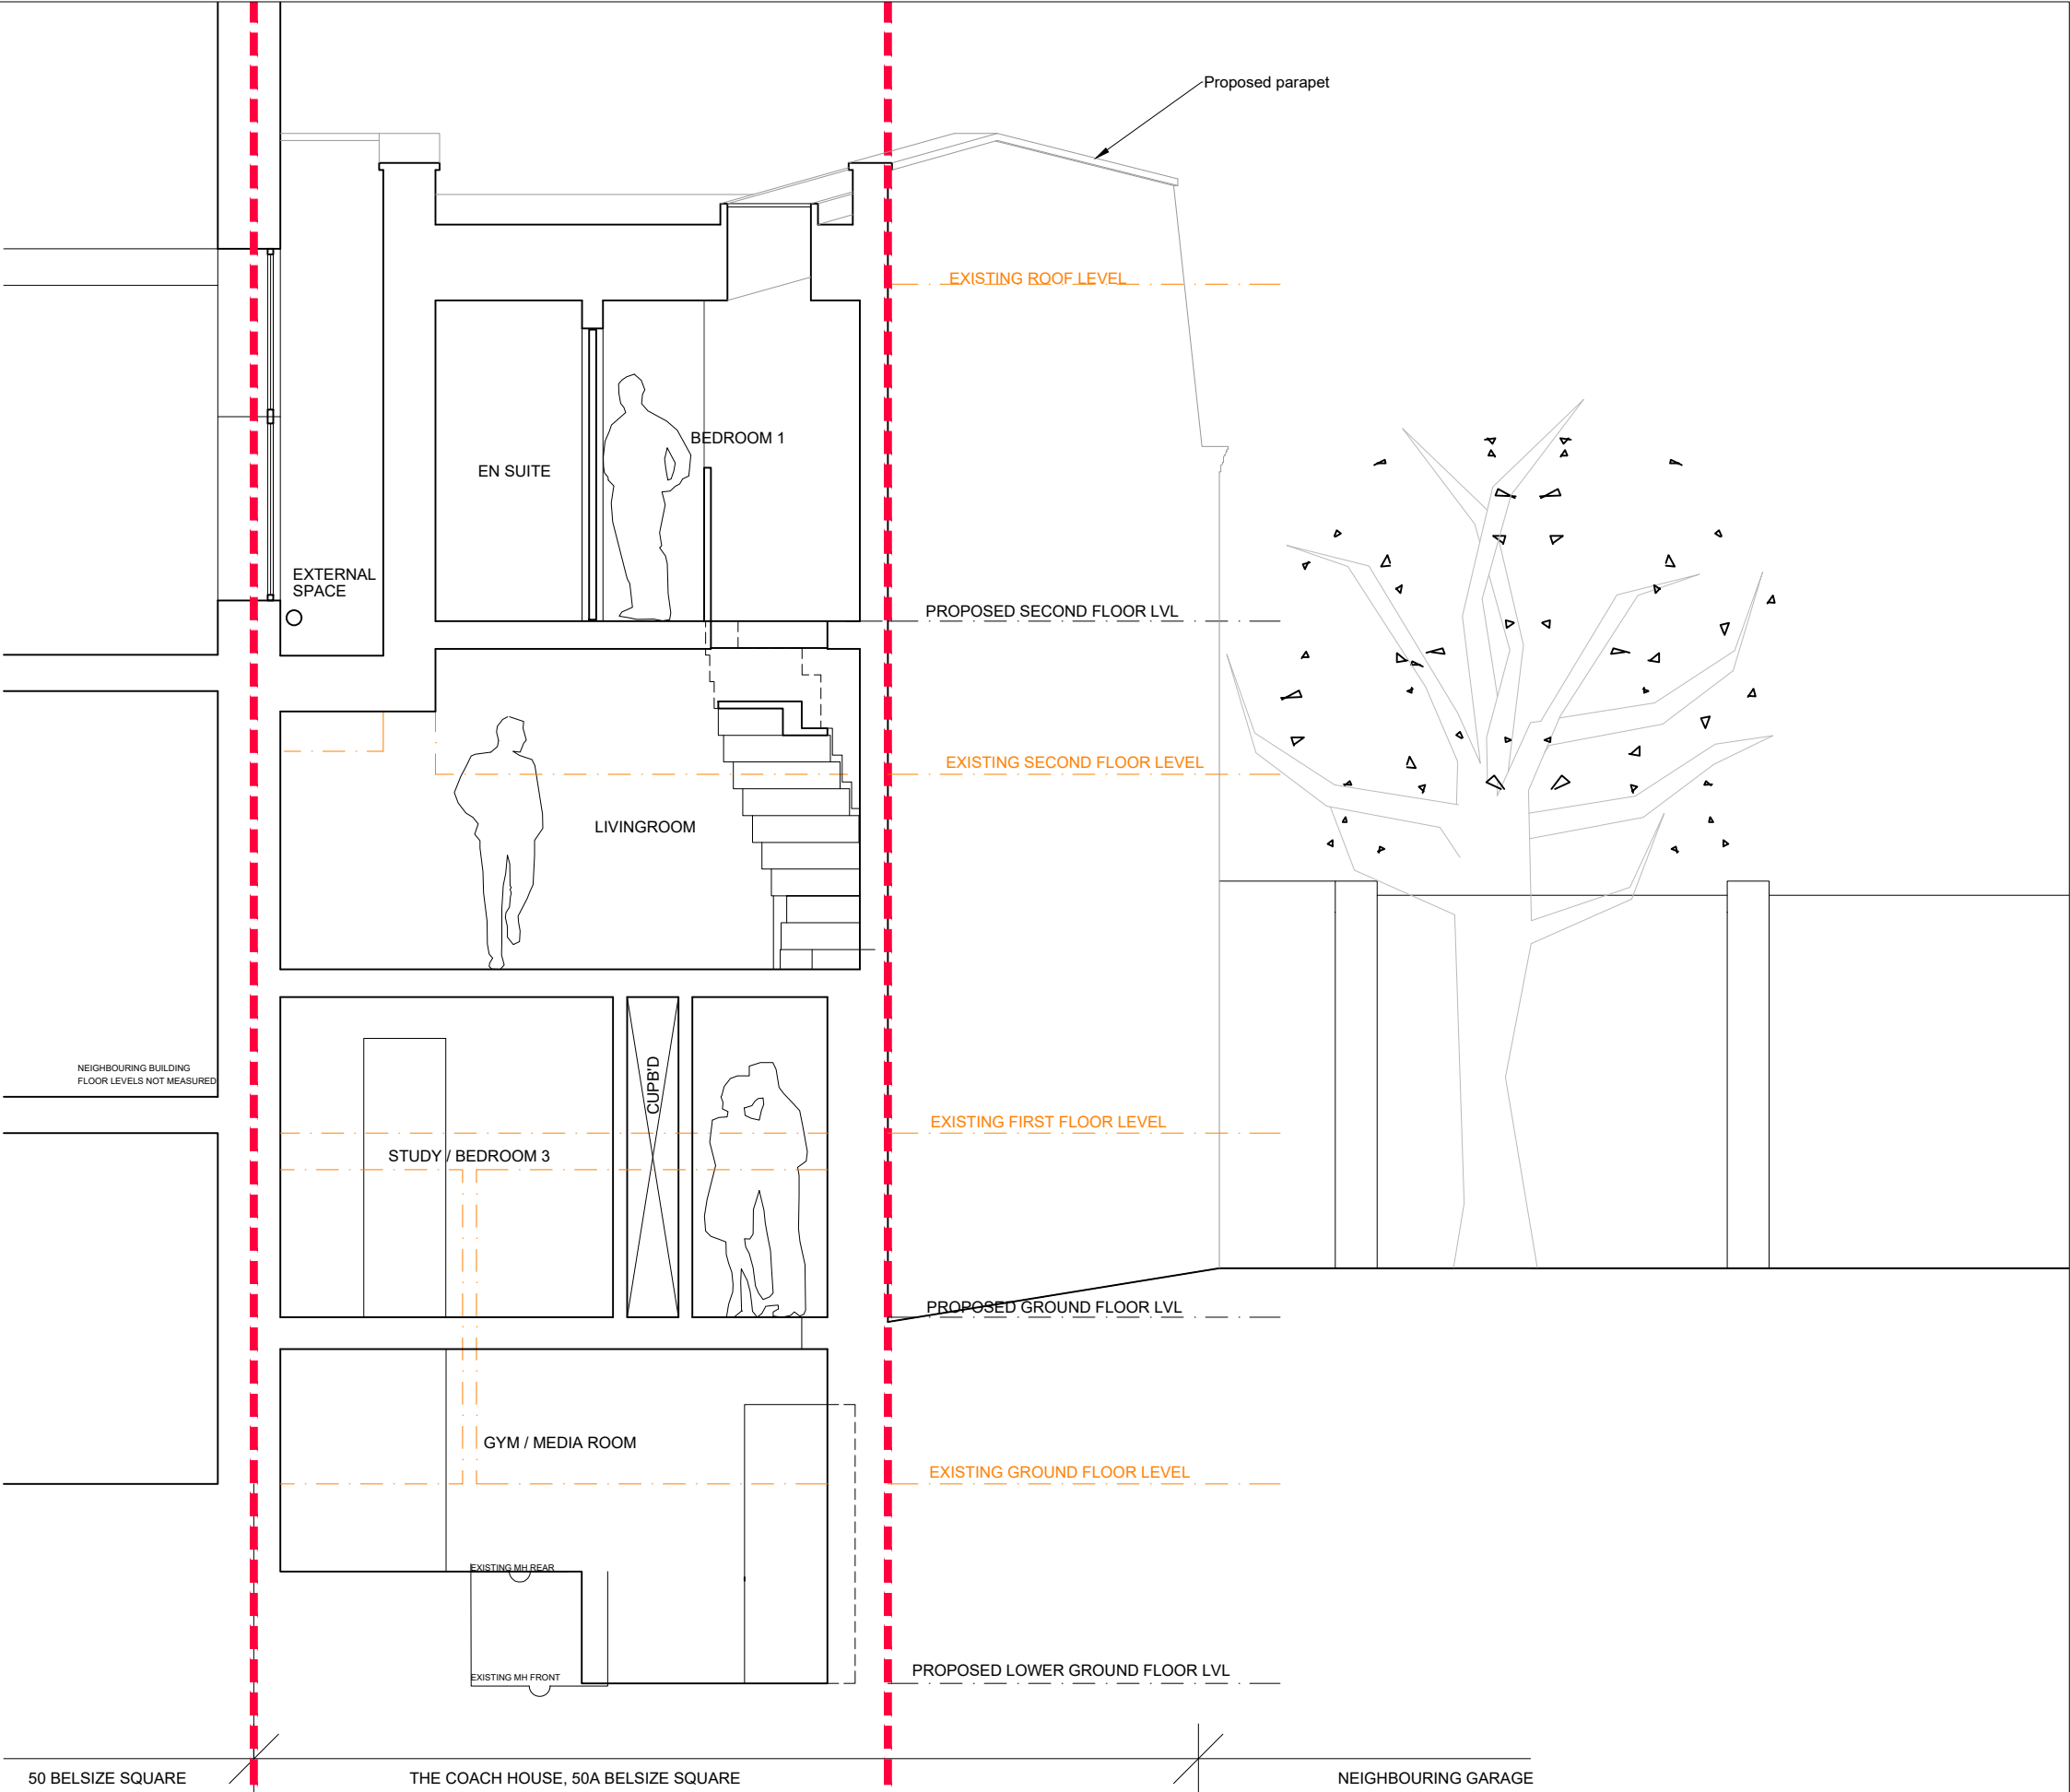 Proposed parapet
EXISTING ROOF LEVEL
BEDROOM 1
EN SUITE
EXTERNAL
SPACE
PROPOSED SECOND FLOOR LVL
EXISTING SECOND FLOOR LEVEL
LIVINGROOM
NEIGHBOURING BUILDING
FLOOR LEVELS NOT MEASURED
CUPB'D
EXISTING FIRST FLOOR LEVEL
STUDY / BEDROOM 3
PROPOSED GROUND FLOOR LVL
GYM / MEDIA ROOM
EXISTING GROUND FLOOR LEVEL
EXISTING MH REAR
EXISTING MH FRONT
PROPOSED LOWER GROUND FLOOR LVL
50 BELSIZE SQUARE
THE COACH HOUSE, 50A BELSIZE SQUARE
NEIGHBOURING GARAGE